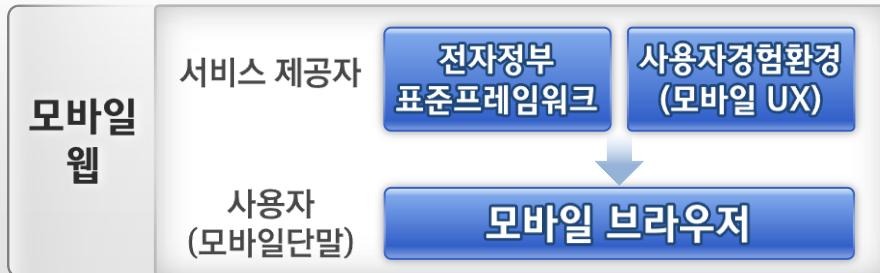 모바일
웹
서비스 제공자
전자정부
표준프레임워크
사용자경험환경
(모바일 UX)
사용자
(모바일단말)
모바일 브라우저